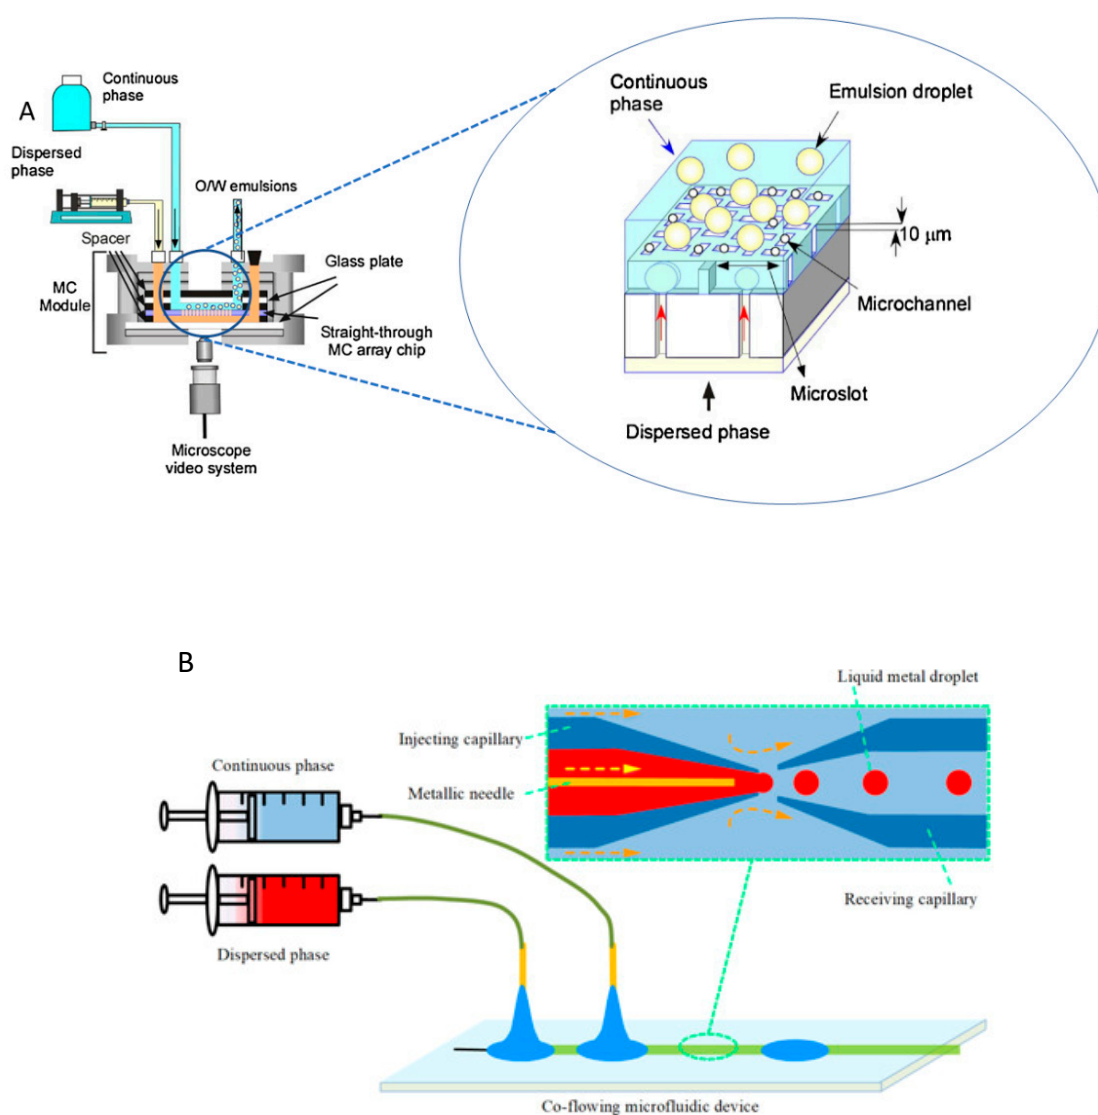 A
Continuous
phase
Dispersed
phase
O/W emulsions
Spacer
MC
Module
Glass plate
Straight-through
MC array chip
Microscope
video system
Continuous
phase
Emulsion droplet
10 μm
Microchannel
Microslot
Dispersed phase
B
Liquid metal droplet
Injecting capillary
Metallic needle
Receiving capillary
Continuous phase
Dispersed phase
Co-flowing microfluidic device